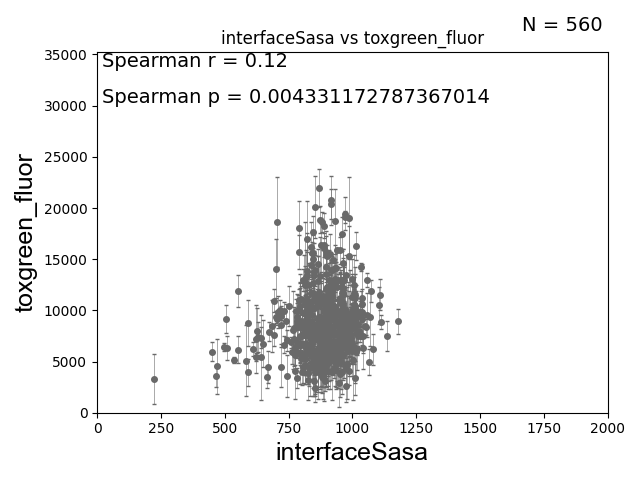 N = 560
interfaceSasa vs toxgreen_fluor
Spearman r = 0.12
Spearman p = 0.004331172787367014
35000
30000
25000
20000
15000
10000
5000
0
toxgreen_fluor
0 250 500 750 1000 1250 1500 1750 2000
interfaceSasa